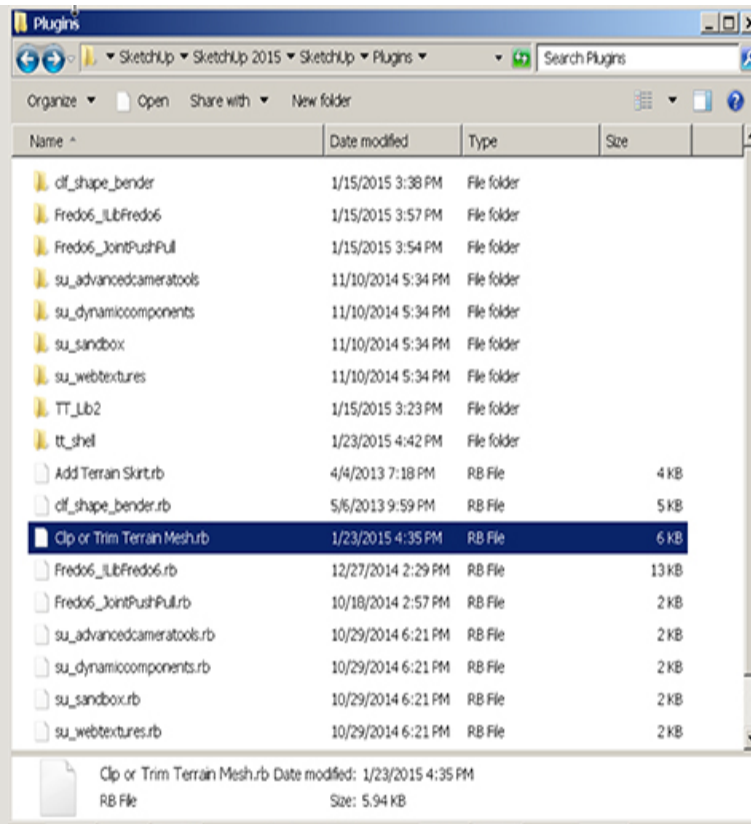 Plugins
▾ SketchUp ▾ SketchUp 2015 ▾ SketchUp ▾ Plugins ▾ Search Plugins
Organize ▾ Open Share with ▾ New folder
Name Date modified Type Size
clf_shape_bender 1/15/2015 3:38 PM File folder
Fredo6_!LibFredo6 1/15/2015 3:57 PM File folder
Fredo6_JointPushPull 1/15/2015 3:54 PM File folder
su_advancedcameratools 11/10/2014 5:34 PM File folder
su_dynamiccomponents 11/10/2014 5:34 PM File folder
su_sandbox 11/10/2014 5:34 PM File folder
su_webtextures 11/10/2014 5:34 PM File folder
TT_Lib2 1/15/2015 3:23 PM File folder
tt_shell 1/23/2015 4:42 PM File folder
Add Terrain Skirt.rb 4/4/2013 7:18 PM RB File 4 KB
clf_shape_bender.rb 5/6/2013 9:59 PM RB File 5 KB
Clip or Trim Terrain Mesh.rb 1/23/2015 4:35 PM RB File 6 KB
Fredo6_!LibFredo6.rb 12/27/2014 2:29 PM RB File 13 KB
Fredo6_JointPushPull.rb 10/18/2014 2:57 PM RB File 2 KB
su_advancedcameratools.rb 10/29/2014 6:21 PM RB File 2 KB
su_dynamiccomponents.rb 10/29/2014 6:21 PM RB File 2 KB
su_sandbox.rb 10/29/2014 6:21 PM RB File 2 KB
su_webtextures.rb 10/29/2014 6:21 PM RB File 2 KB
Clip or Trim Terrain Mesh.rb Date modified: 1/23/2015 4:35 PM
RB File Size: 5.94 KB